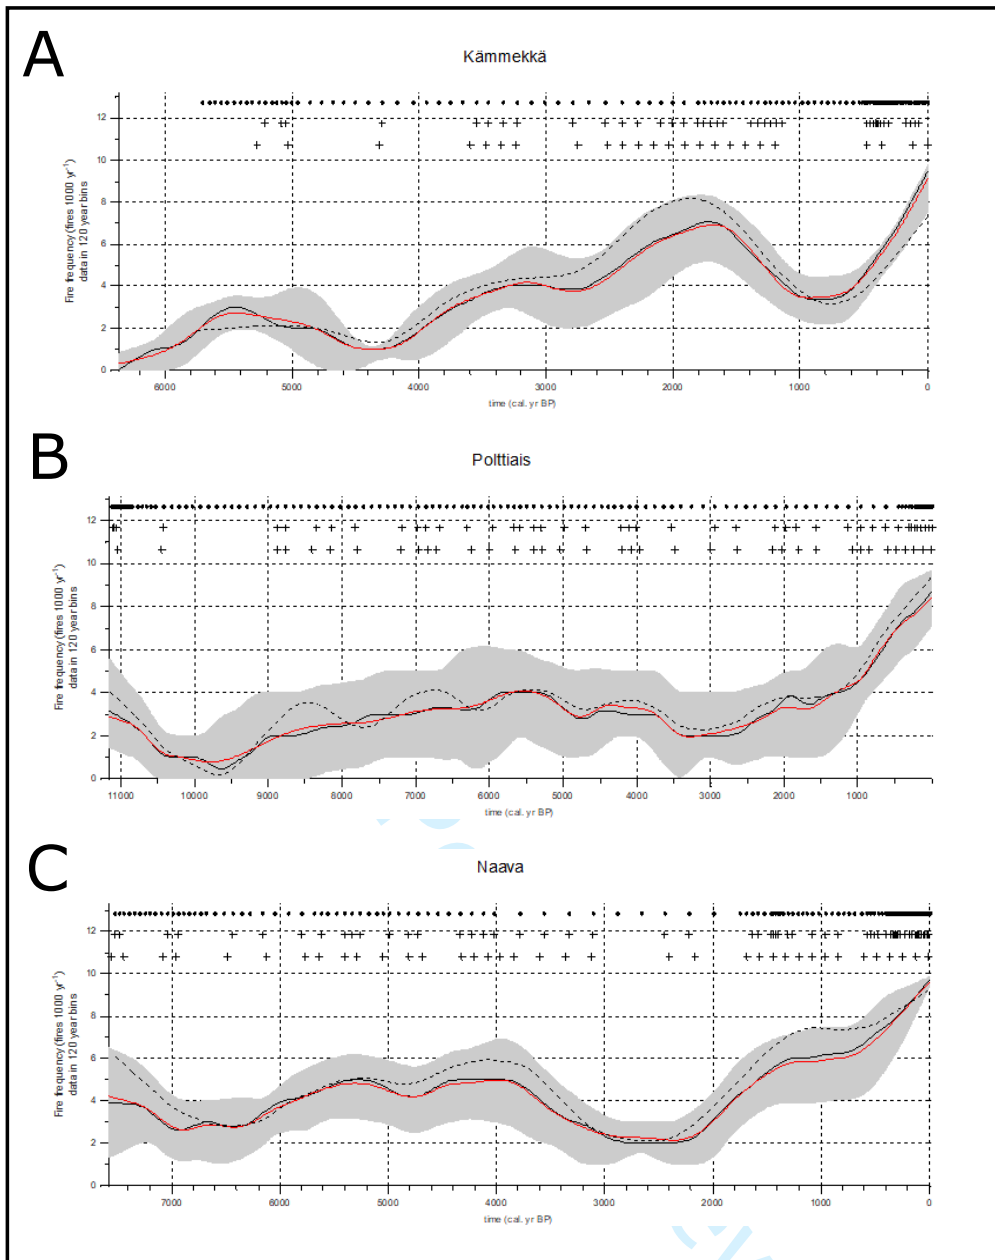 A
Kämmekkä
12
10
8
6
4
2
0
Fire frequency (fires 1000 yr⁻¹)
data in 120 year bins
6000 5000 4000 3000 2000 1000 0
time (cal. yr BP)
B
Polttiais
12
10
8
6
4
2
0
Fire frequency (fires 1000 yr⁻¹)
data in 120 year bins
11000 10000 9000 8000 7000 6000 5000 4000 3000 2000 1000
time (cal. yr BP)
C
Naava
12
10
8
6
4
2
0
Fire frequency (fires 1000 yr⁻¹)
data in 120 year bins
7000 6000 5000 4000 3000 2000 1000 0
time (cal. yr BP)